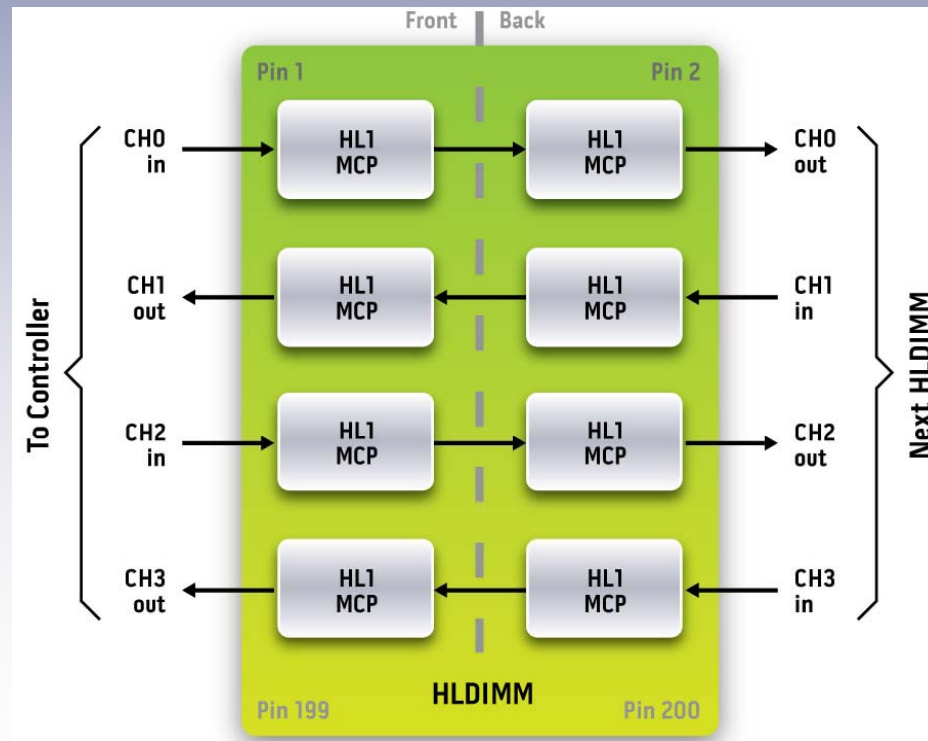 Front
Back
Pin 1
Pin 2
CH0
in
HL1
MCP
HL1
MCP
CH0
out
CH1
out
HL1
MCP
HL1
MCP
CH1
in
To Controller
Next HLDIMM
CH2
in
HL1
MCP
HL1
MCP
CH2
out
CH3
out
HL1
MCP
HL1
MCP
CH3
in
HLDIMM
Pin 199
Pin 200